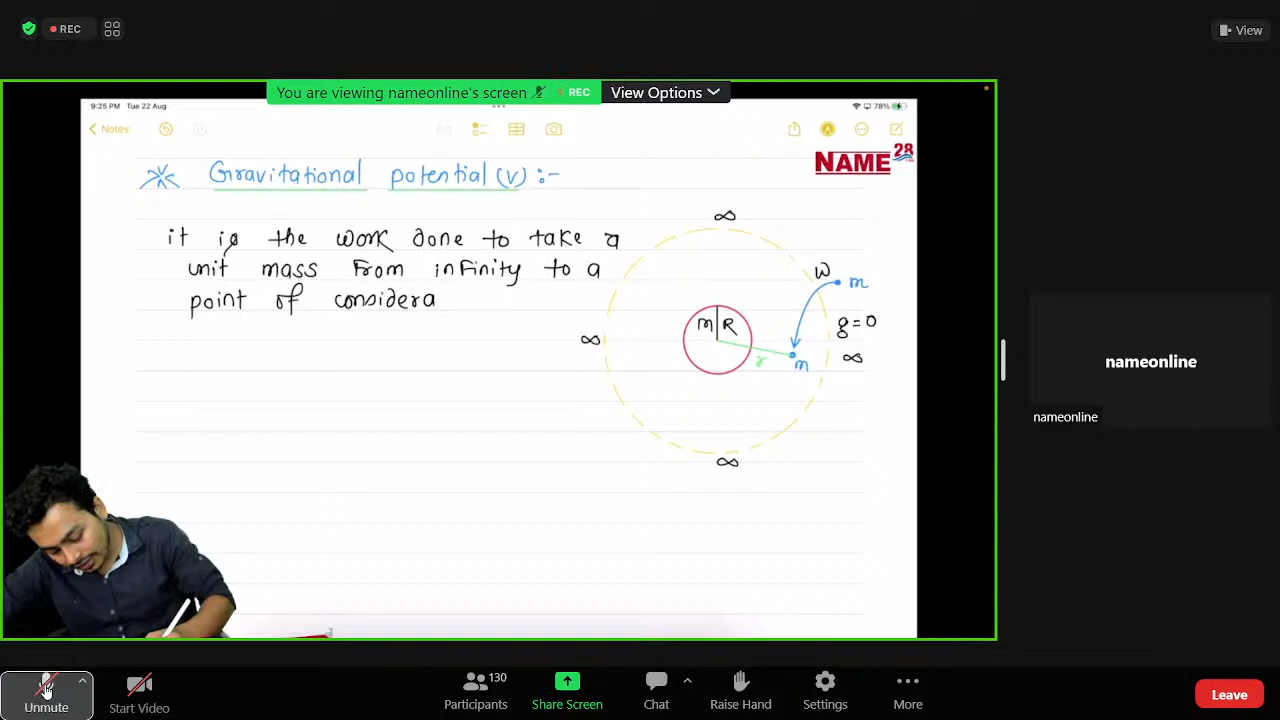 REC
View
You are viewing nameonline's screen
REC
View Options
9:25 PM Tue 22 Aug
78%
Notes
NAME 28
* Gravitational potential (v) :-
it is the work done to take a
unit mass from infinity to a
point of considera
∞
W
m
m R
g = 0
∞
r
m
∞
∞
nameonline
nameonline
Unmute
Start Video
Participants
130
Share Screen
Chat
Raise Hand
Settings
More
Leave